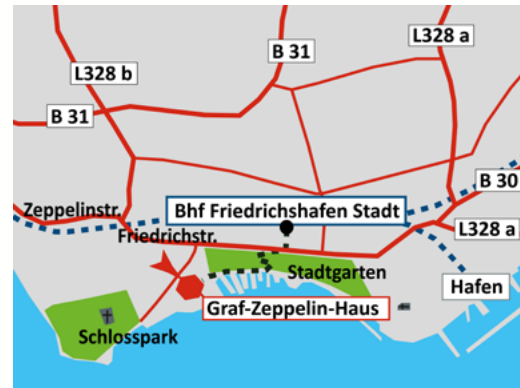 L328 a
B 31
L328 b
B 31
B 30
Zeppelinstr.
Bhf Friedrichshafen Stadt
L328 a
Friedrichstr.
Stadtgarten
Hafen
Graf-Zeppelin-Haus
Schlosspark